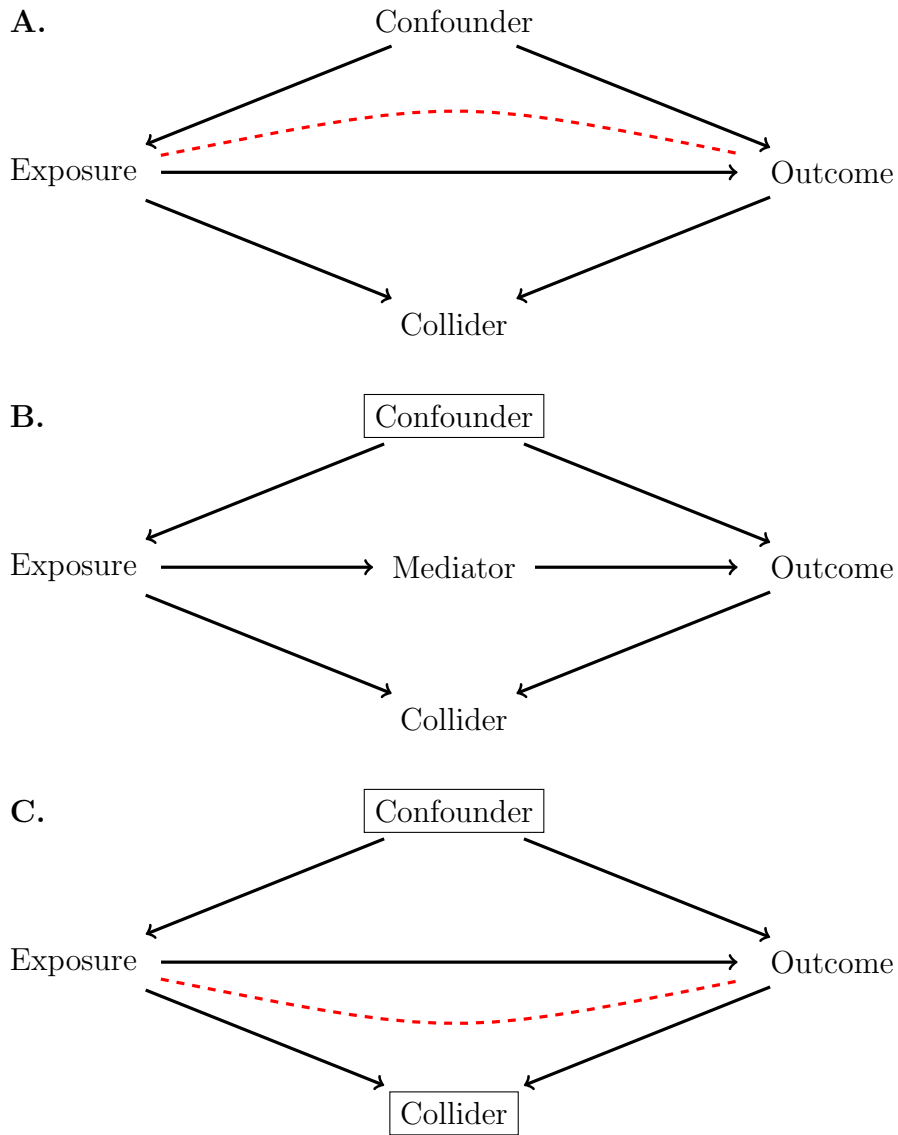 A. Confounder
Exposure Outcome
Collider
B. Confounder
Exposure Mediator Outcome
Collider
C. Confounder
Exposure Outcome
Collider